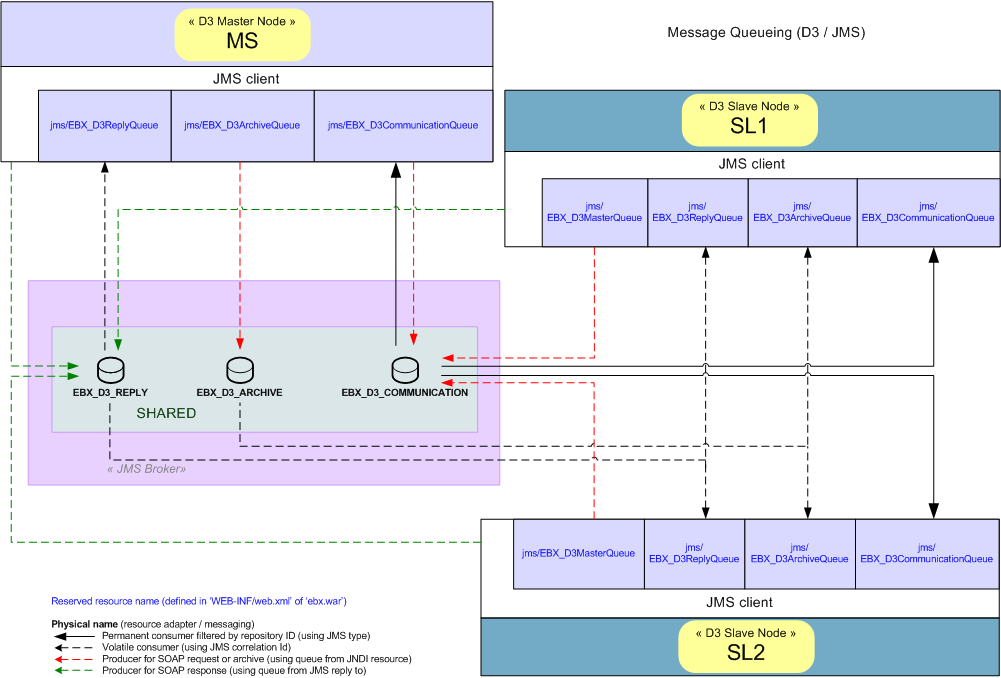 « D3 Master Node »
MS
Message Queueing (D3 / JMS)
JMS client
jms/EBX_D3ReplyQueue
jms/EBX_D3ArchiveQueue
jms/EBX_D3CommunicationQueue
« D3 Slave Node »
SL1
JMS client
jms/
EBX_D3MasterQueue
jms/
EBX_D3ReplyQueue
jms/
EBX_D3ArchiveQueue
jms/
EBX_D3CommunicationQueue
EBX_D3_REPLY
EBX_D3_ARCHIVE
EBX_D3_COMMUNICATION
SHARED
« JMS Broker»
jms/EBX_D3MasterQueue
jms/
EBX_D3ReplyQueue
jms/
EBX_D3ArchiveQueue
jms/
EBX_D3CommunicationQueue
JMS client
« D3 Slave Node »
SL2
Reserved resource name (defined in ‘WEB-INF/web.xml’ of ‘ebx.war’)
Physical name (resource adapter / messaging)
Permanent consumer filtered by repository ID (using JMS type)
Volatile consumer (using JMS correlation Id)
Producer for SOAP request or archive (using queue from JNDI resource)
Producer for SOAP response (using queue from JMS reply to)